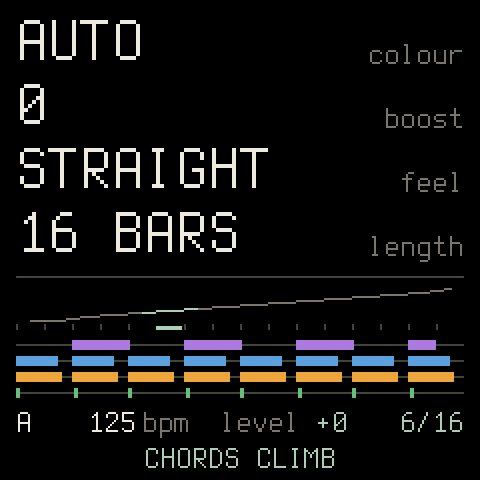 AUTO colour
0 boost
STRAIGHT feel
16 BARS length
A 125 bpm level +0 6/16
CHORDS CLIMB